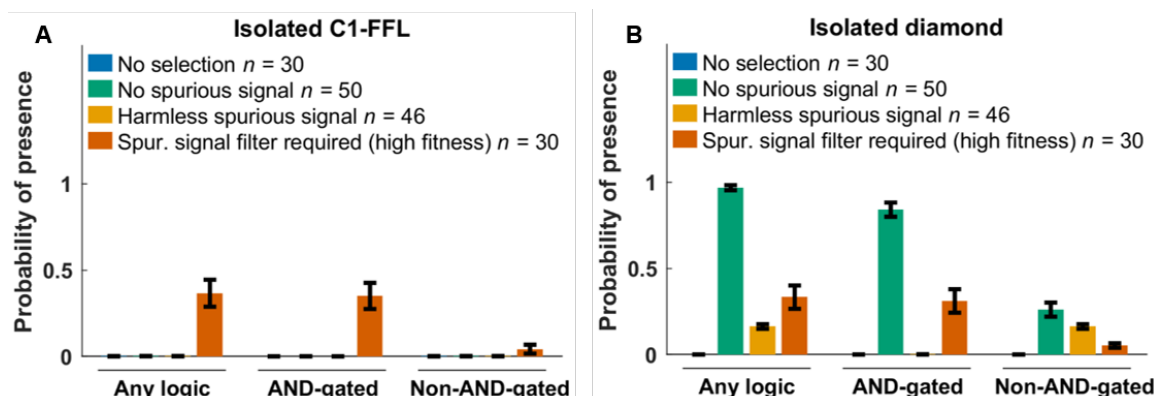 A
Isolated C1-FFL
No selection n = 30
No spurious signal n = 50
Harmless spurious signal n = 46
Spur. signal filter required (high fitness) n = 30
Probability of presence
1
0.5
0
Any logic
AND-gated
Non-AND-gated
B
Isolated diamond
No selection n = 30
No spurious signal n = 50
Harmless spurious signal n = 46
Spur. signal filter required (high fitness) n = 30
Probability of presence
1
0.5
0
Any logic
AND-gated
Non-AND-gated